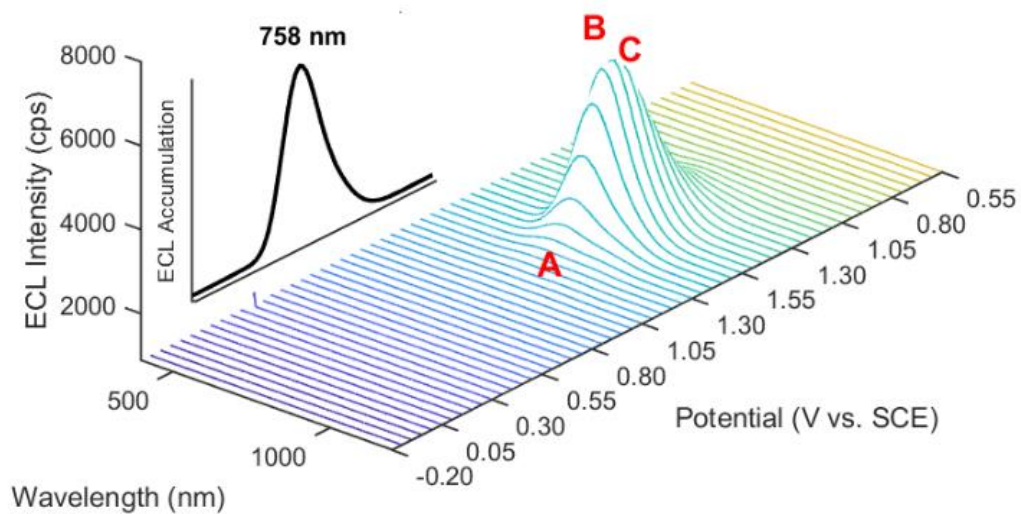 758 nm
B
C
A
ECL Accumulation
ECL Intensity (cps)
8000
6000
4000
2000
500
1000
Wavelength (nm)
-0.20
0.05
0.30
0.55
0.80
1.05
1.30
1.55
1.30
1.05
0.80
0.55
Potential (V vs. SCE)